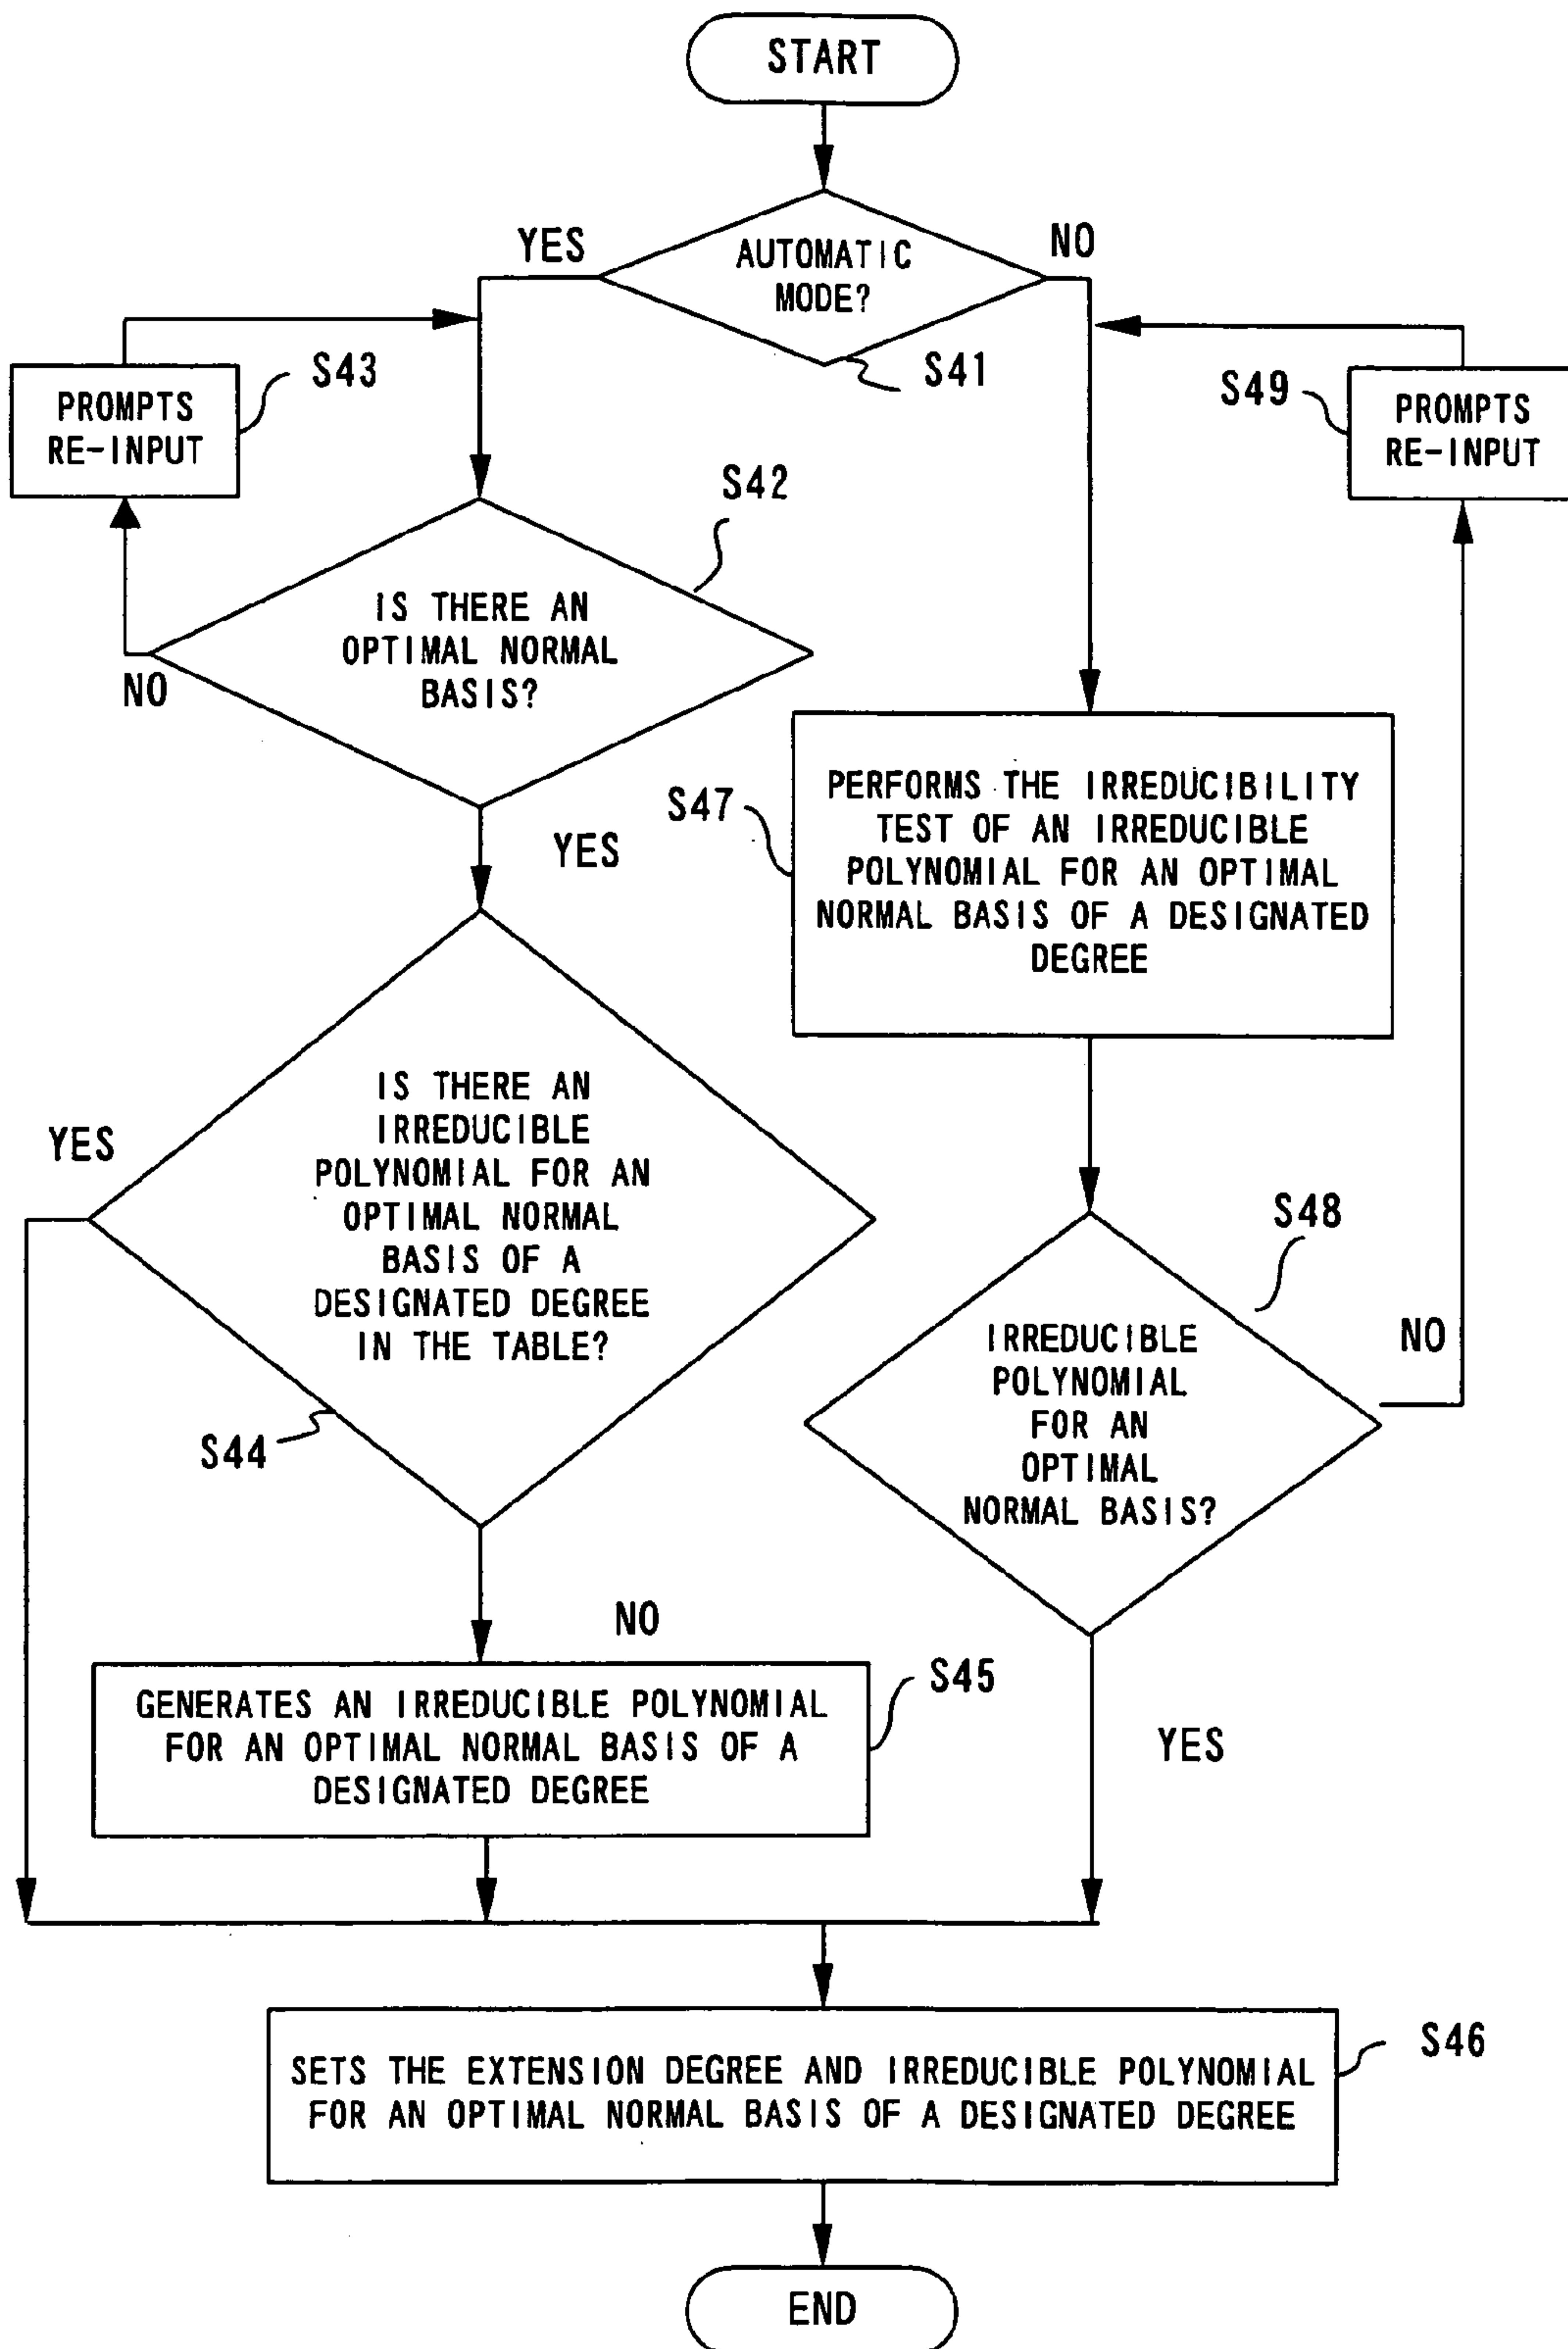 START
YES
AUTOMATIC
MODE?
NO
S41
S43
PROMPTS
RE-INPUT
S49
PROMPTS
RE-INPUT
S42
IS THERE AN
OPTIMAL NORMAL
BASIS?
NO
YES
S47
PERFORMS THE IRREDUCIBILITY
TEST OF AN IRREDUCIBLE
POLYNOMIAL FOR AN OPTIMAL
NORMAL BASIS OF A DESIGNATED
DEGREE
YES
IS THERE AN
IRREDUCIBLE
POLYNOMIAL FOR AN
OPTIMAL NORMAL
BASIS OF A
DESIGNATED DEGREE
IN THE TABLE?
S44
S48
IRREDUCIBLE
POLYNOMIAL
FOR AN
OPTIMAL
NORMAL BASIS?
NO
NO
S45
GENERATES AN IRREDUCIBLE POLYNOMIAL
FOR AN OPTIMAL NORMAL BASIS OF A
DESIGNATED DEGREE
YES
S46
SETS THE EXTENSION DEGREE AND IRREDUCIBLE POLYNOMIAL
FOR AN OPTIMAL NORMAL BASIS OF A DESIGNATED DEGREE
END